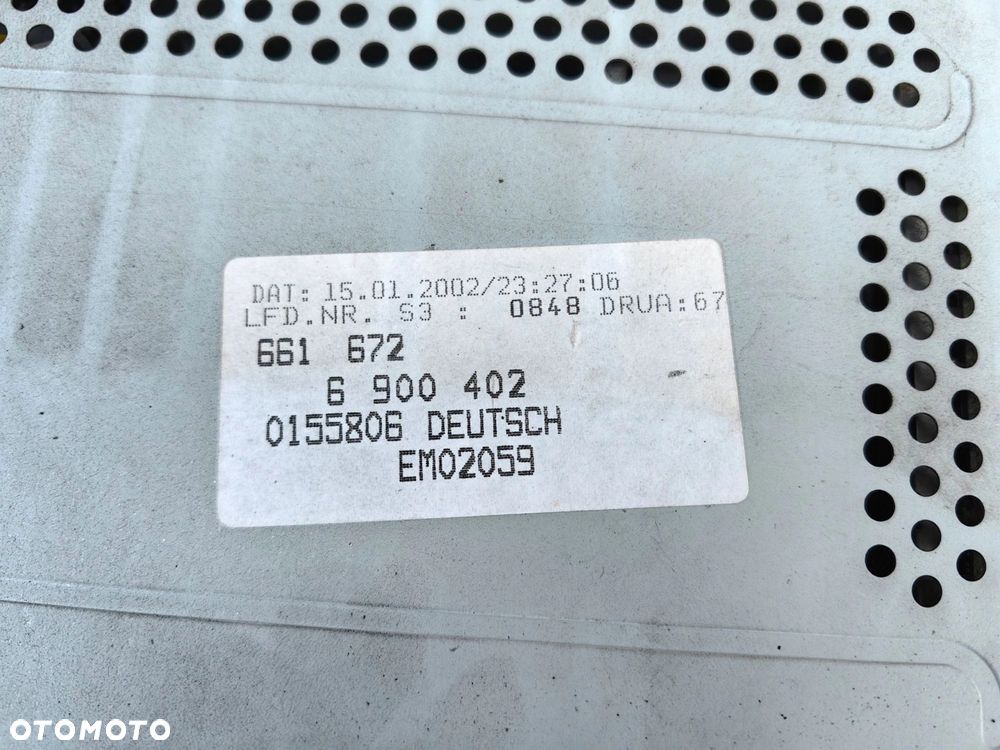 DAT: 15.01.2002/23:27:06
LFD.NR. S3 : 0848 DRUA:67
661 672
6 900 402
0155806 DEUTSCH
EM02059
OTOMOTO